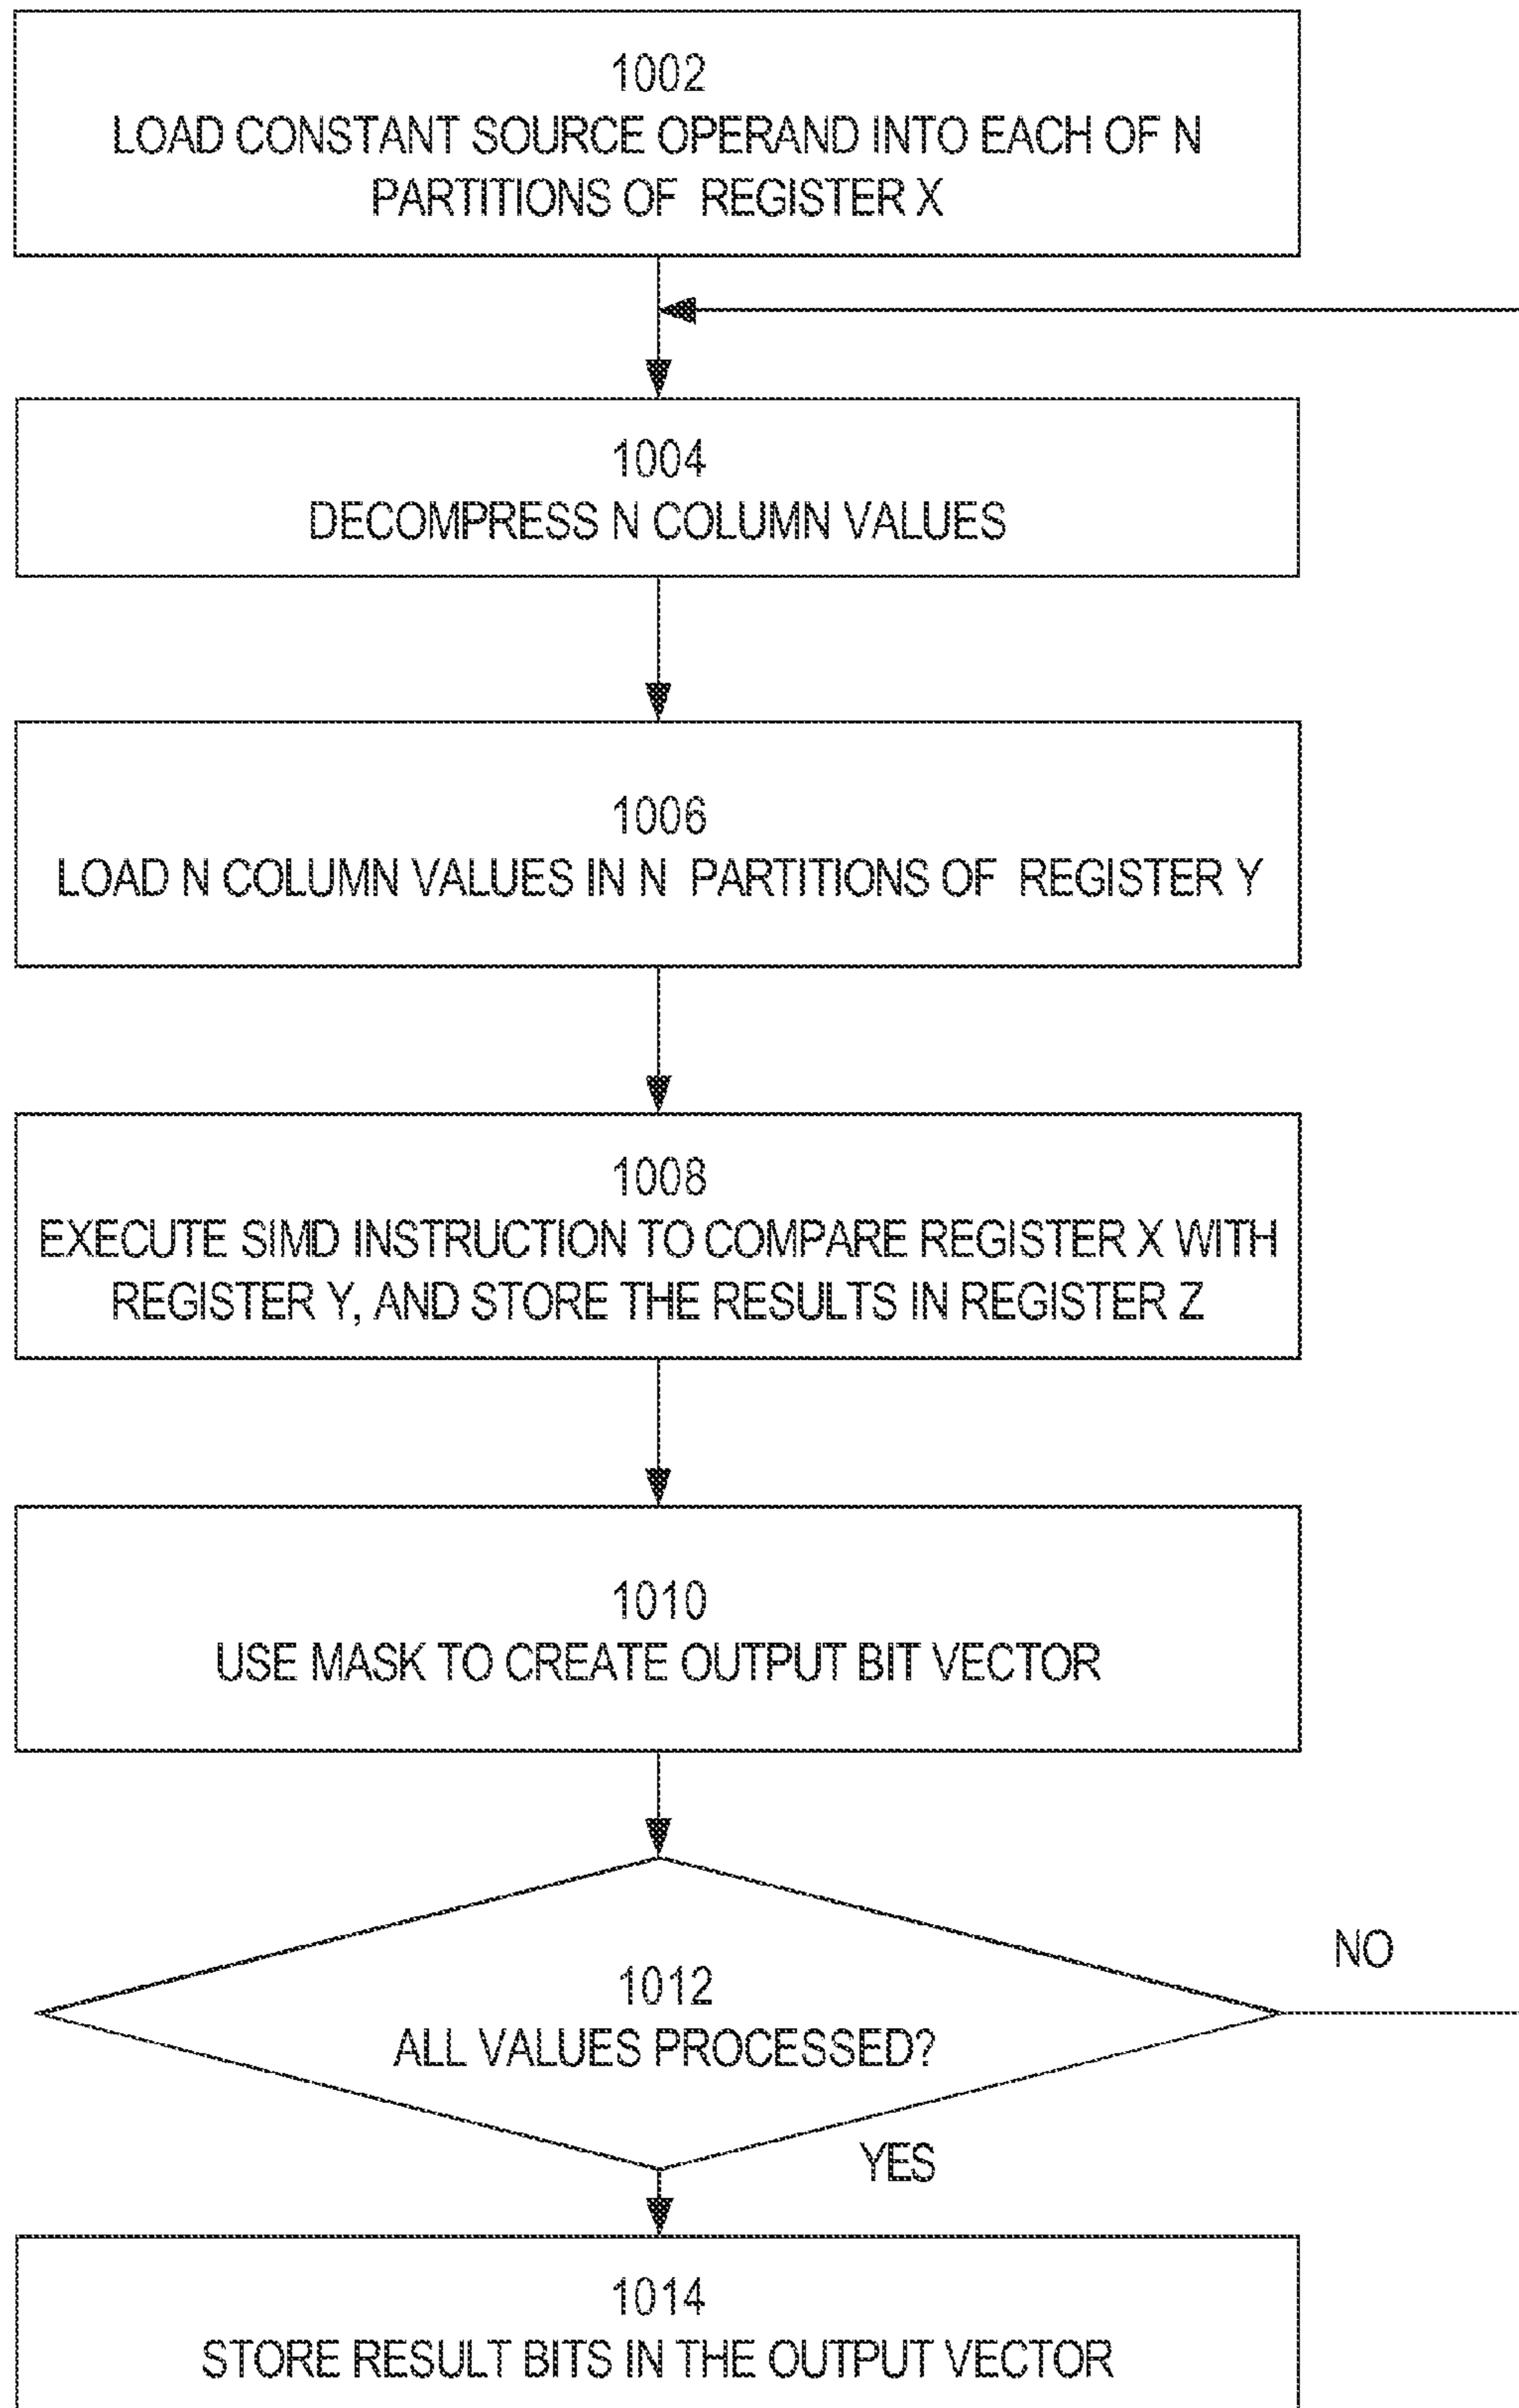 1002
LOAD CONSTANT SOURCE OPERAND INTO EACH OF N
PARTITIONS OF REGISTER X
1004
DECOMPRESS N COLUMN VALUES
1006
LOAD N COLUMN VALUES IN N PARTITIONS OF REGISTER Y
1008
EXECUTE SIMD INSTRUCTION TO COMPARE REGISTER X WITH
REGISTER Y, AND STORE THE RESULTS IN REGISTER Z
1010
USE MASK TO CREATE OUTPUT BIT VECTOR
NO
1012
ALL VALUES PROCESSED?
YES
1014
STORE RESULT BITS IN THE OUTPUT VECTOR